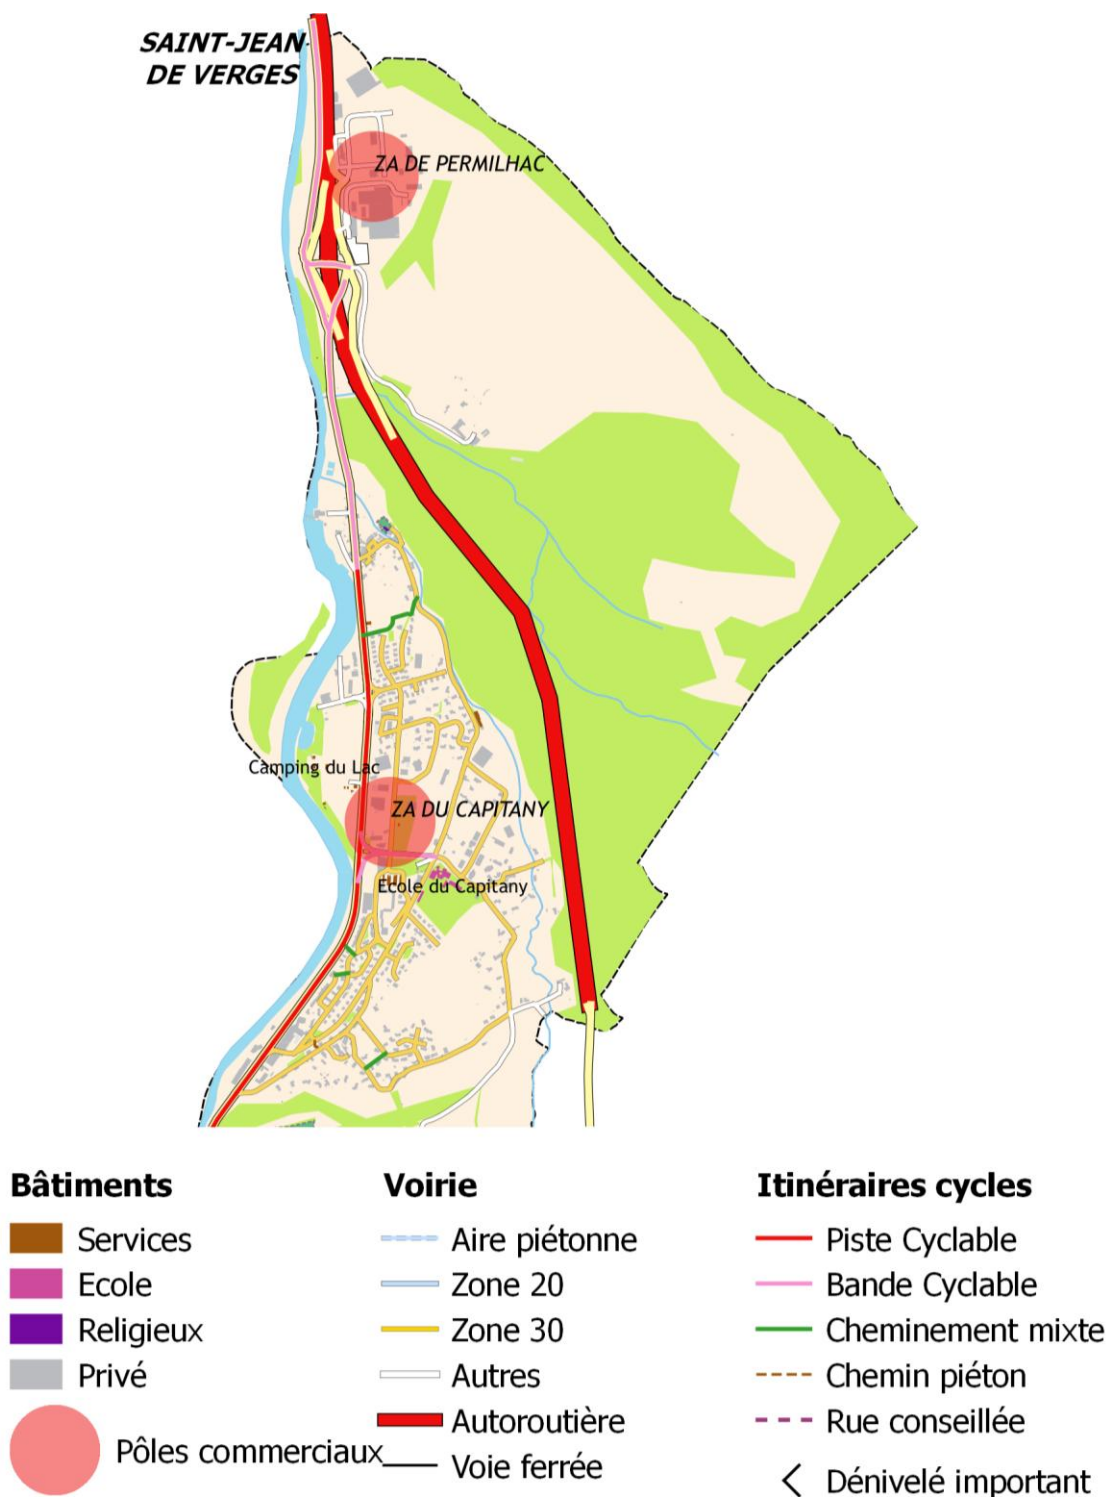 SAINT-JEAN
DE VERGES
ZA DE PERMILHAC
Camping du Lac
ZA DU CAPITANY
Ecole du Capitany
Bâtiments
Services
Ecole
Religieux
Privé
Pôles commerciaux
Voirie
Aire piétonne
Zone 20
Zone 30
Autres
Autoroutière
Voie ferrée
Itinéraires cycles
Piste Cyclable
Bande Cyclable
Cheminement mixte
Chemin piéton
Rue conseillée
Dénivelé important